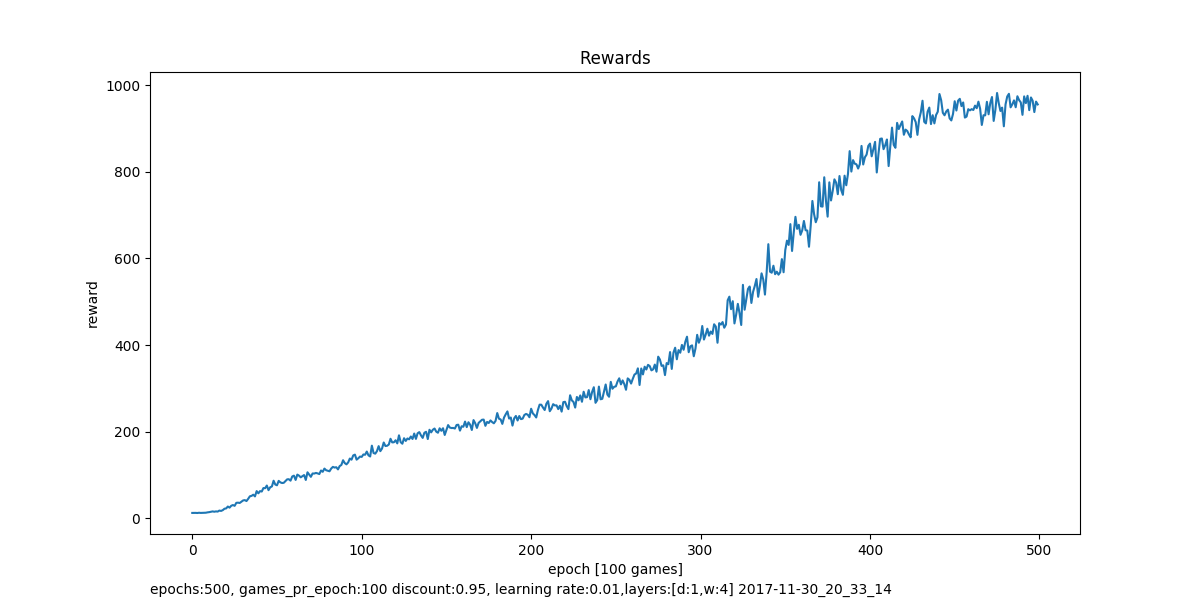 Rewards
1000
800
600
400
200
0
reward
0 100 200 300 400 500
epoch [100 games]
epochs:500, games_pr_epoch:100 discount:0.95, learning rate:0.01,layers:[d:1,w:4] 2017-11-30_20_33_14